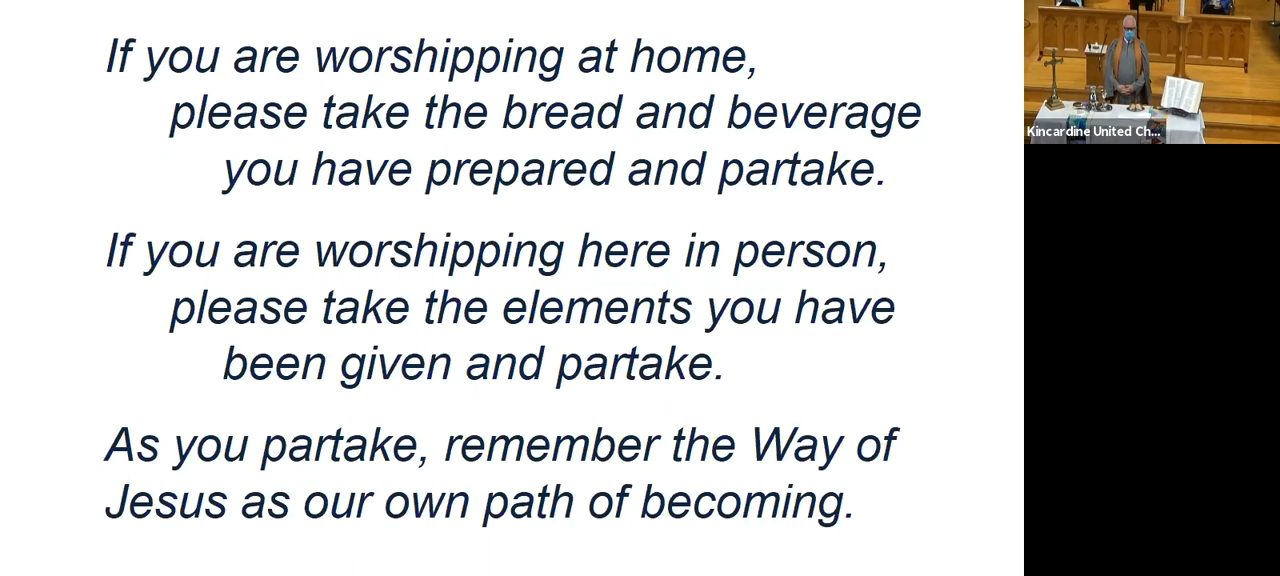 If you are worshipping at home,
please take the bread and beverage
you have prepared and partake.
If you are worshipping here in person,
please take the elements you have
been given and partake.
As you partake, remember the Way of
Jesus as our own path of becoming.
Kincardine United Ch...